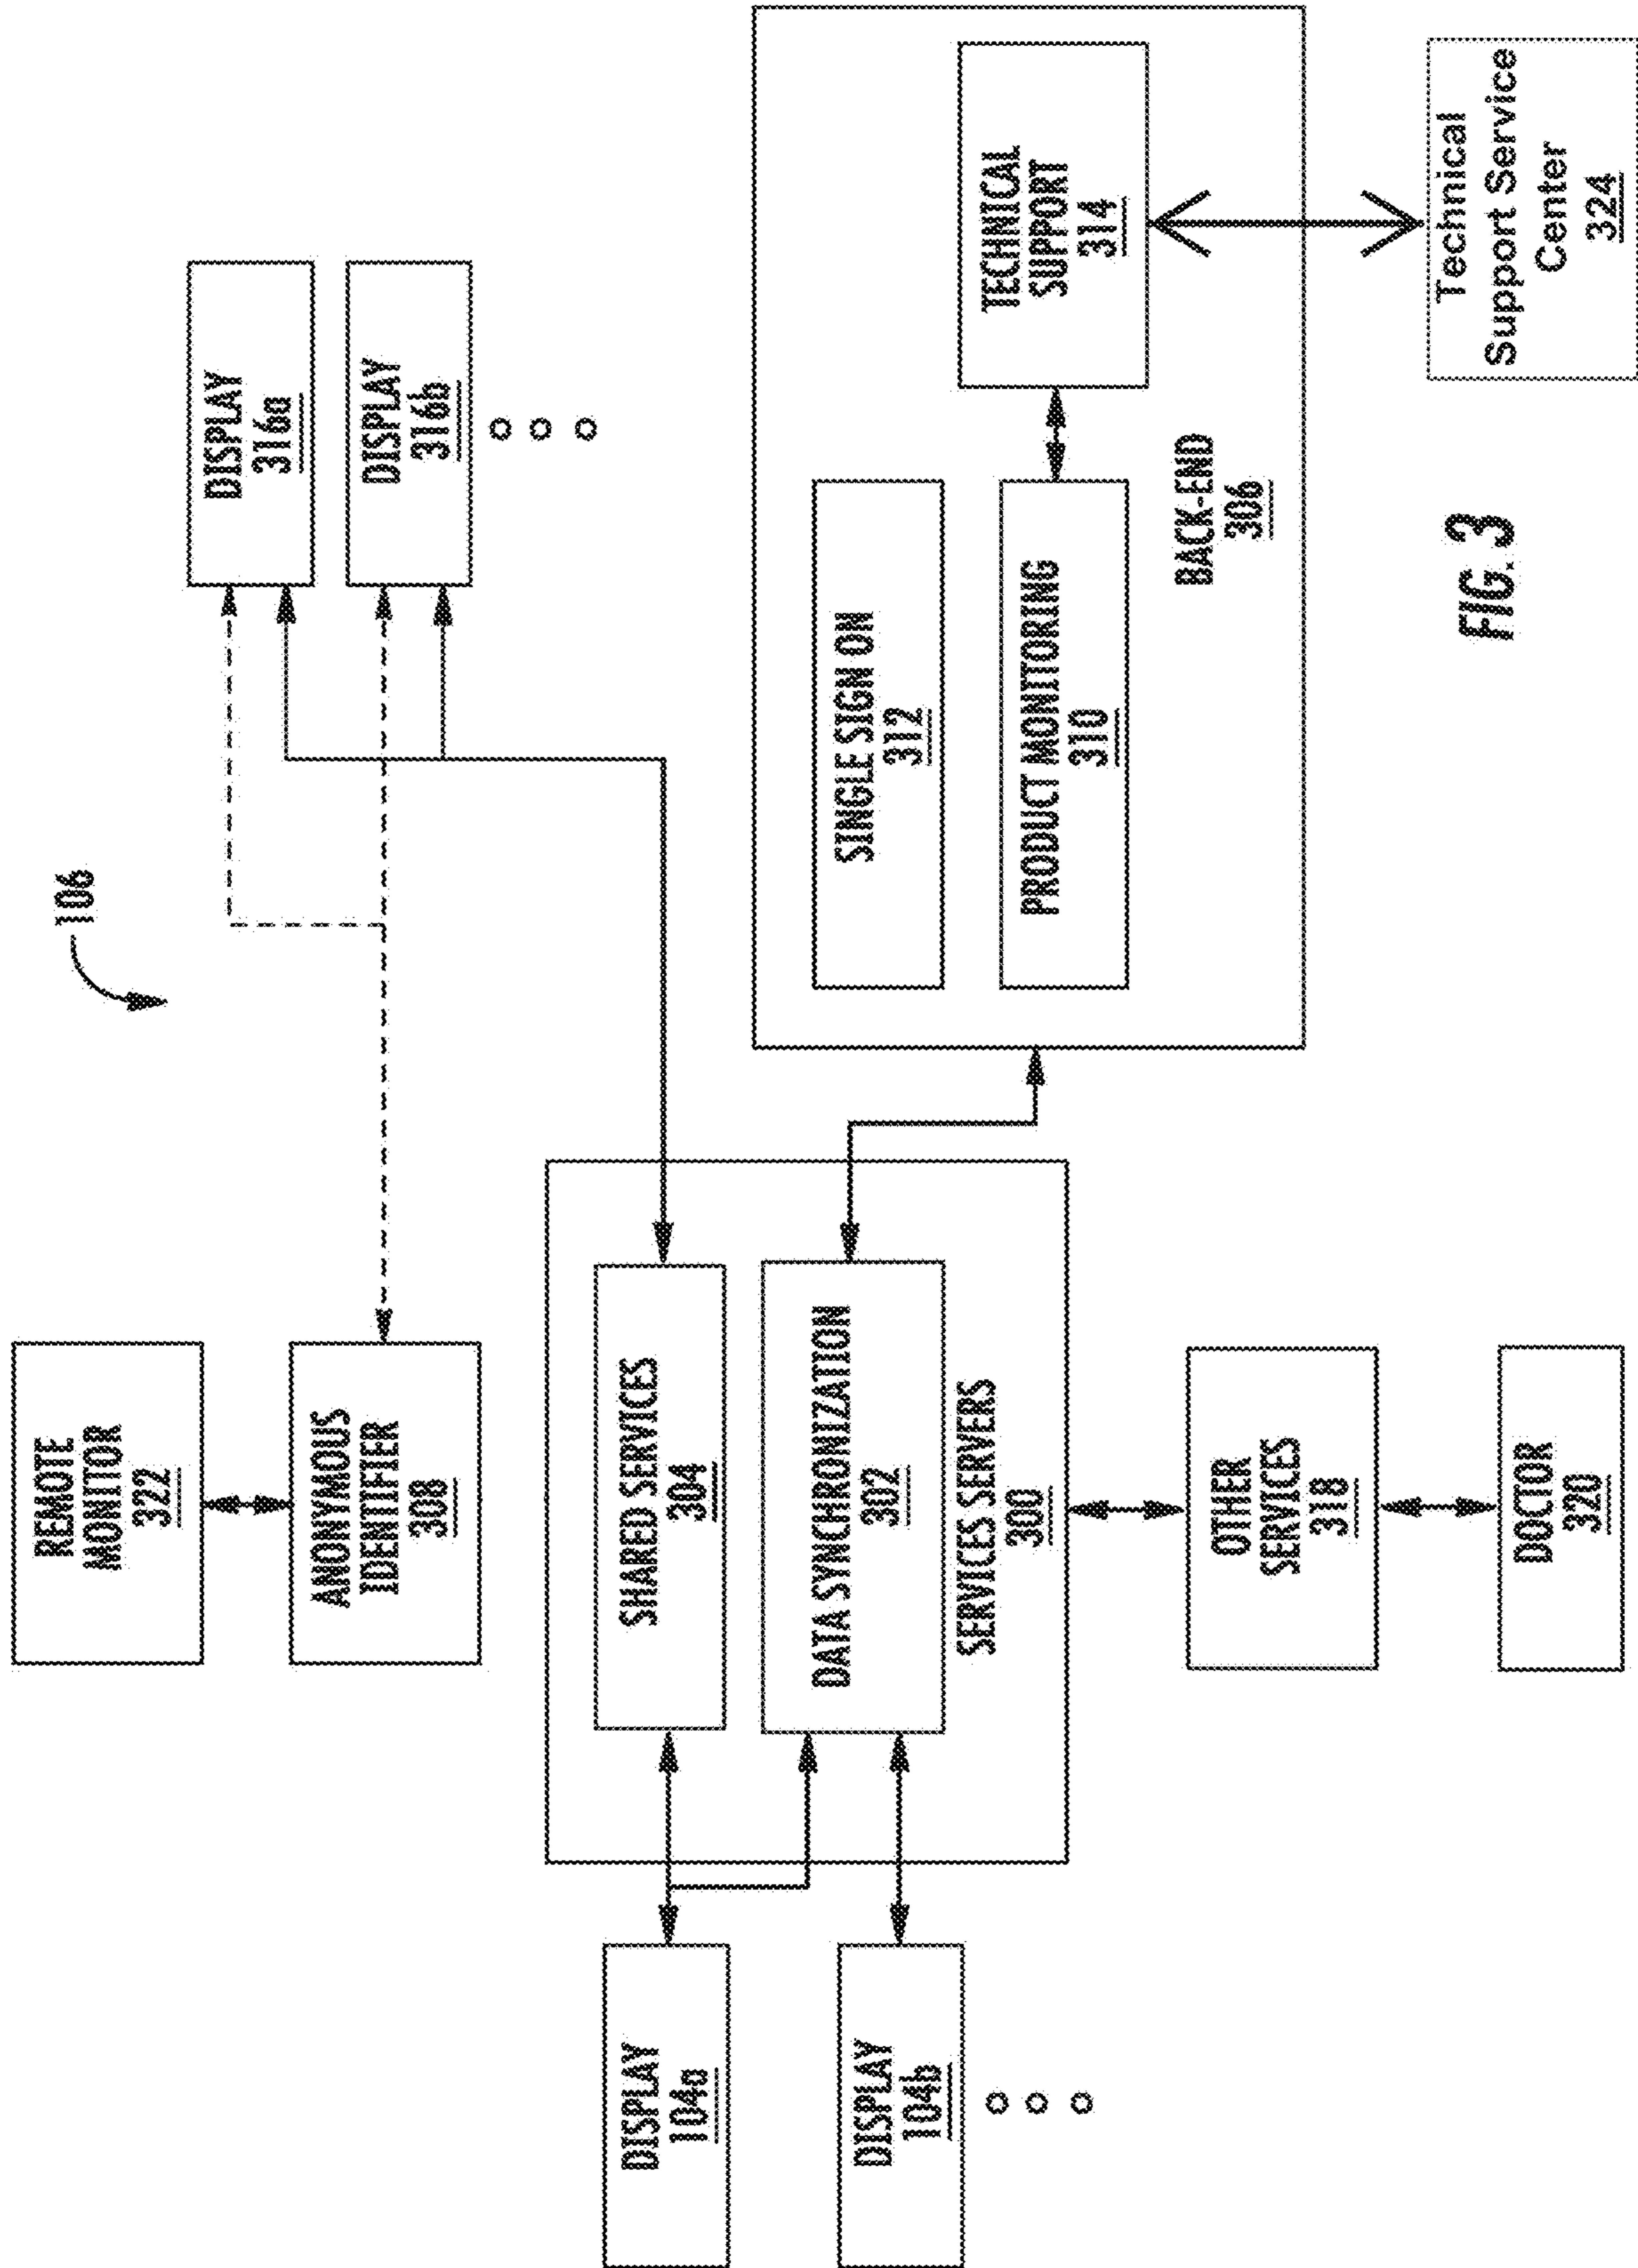 106
REMOTE
MONITOR
322
ANONYMOUS
IDENTIFIER
308
DISPLAY
316a
DISPLAY
316b
DISPLAY
104a
DISPLAY
104b
SHARED SERVICES
304
DATA SYNCHRONIZATION
302
SERVICES SERVERS
300
SINGLE SIGN ON
312
PRODUCT MONITORING
310
TECHNICAL
SUPPORT
314
BACK-END
306
OTHER
SERVICES
318
DOCTOR
320
Technical
Support Service
Center
324
FIG. 3